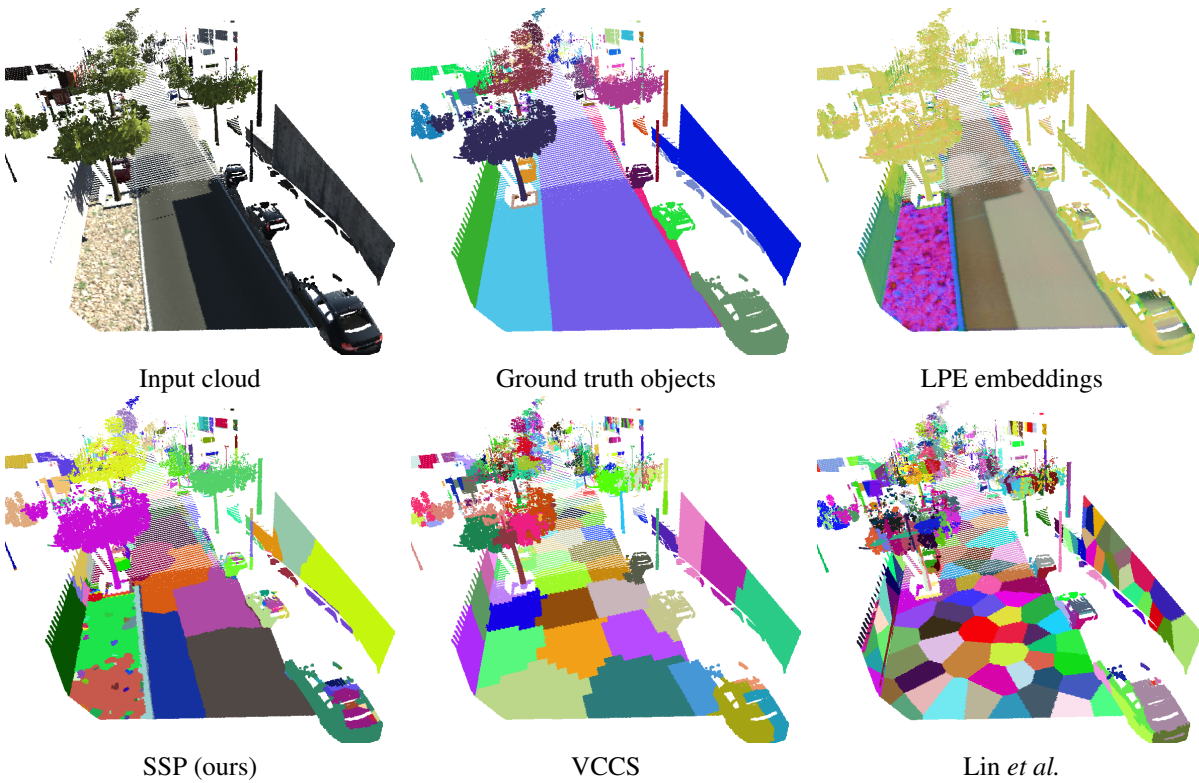 Input cloud
Ground truth objects
LPE embeddings
SSP (ours)
VCCS
Lin et al.